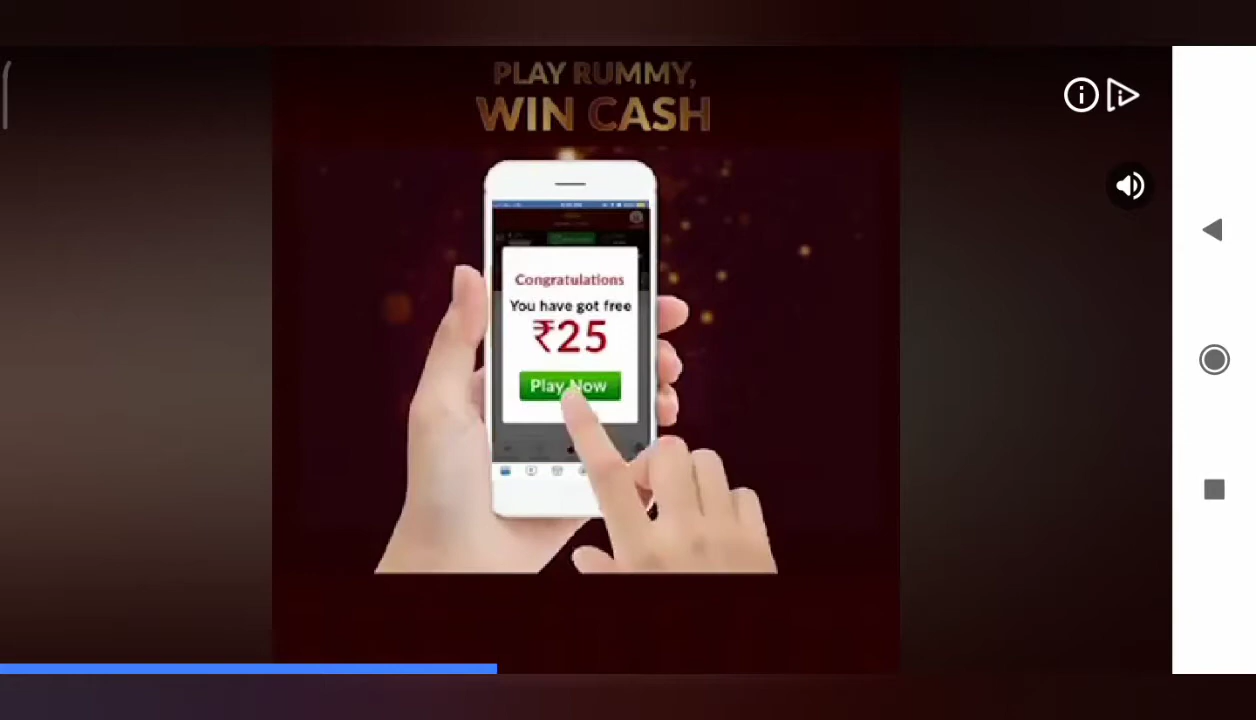 PLAY RUMMY,
WIN CASH
Congratulations
You have got free
₹25
Play Now